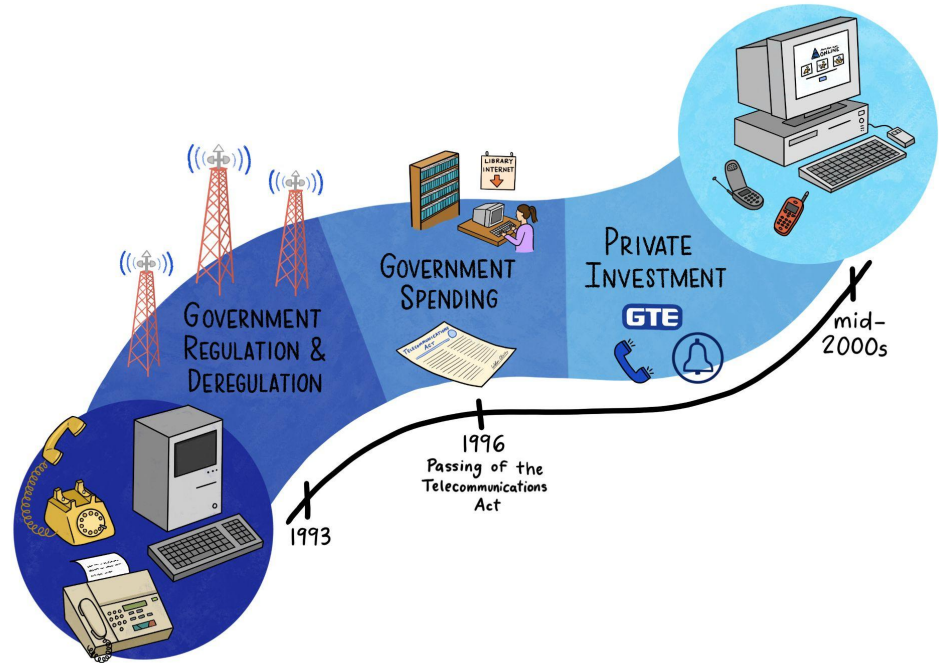 GOVERNMENT
REGULATION &
DEREGULATION
GOVERNMENT
SPENDING
PRIVATE
INVESTMENT
LIBRARY
INTERNET
TELECOMMUNICATIONS
ACT
GTE
ONLINE
1993
1996
Passing of the
Telecommunications
Act
mid-
2000s